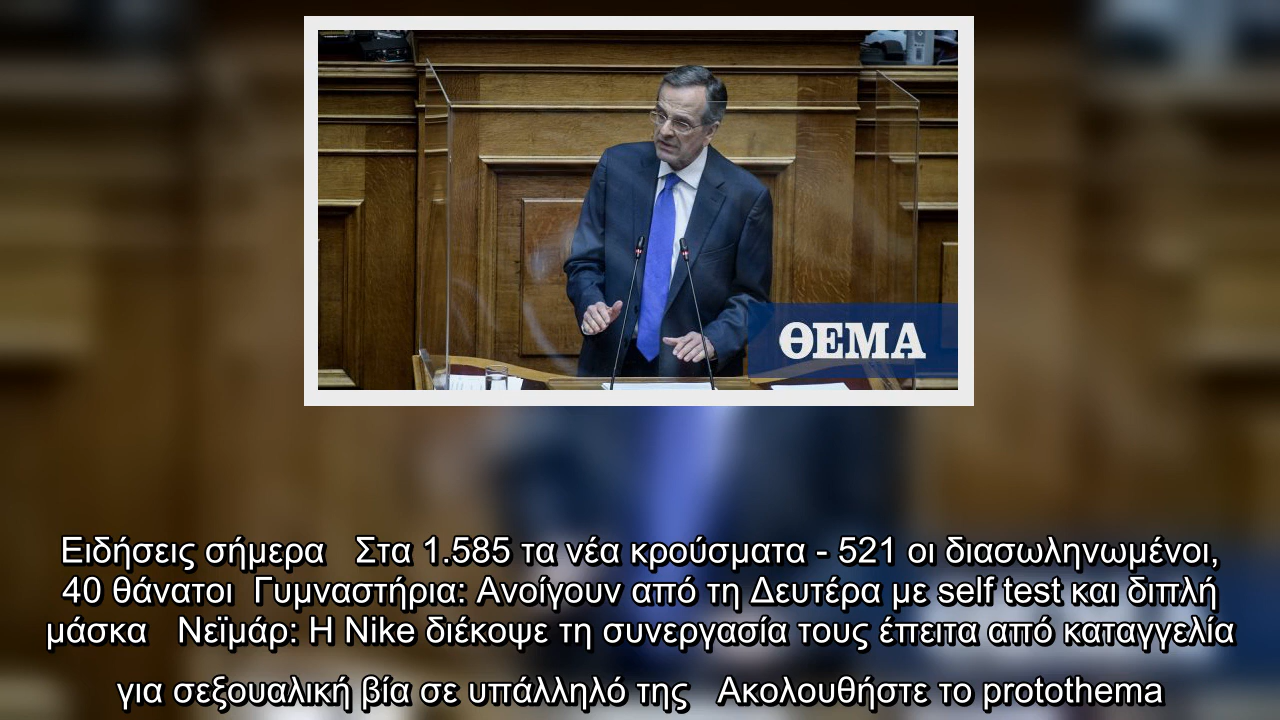 ΘΕΜΑ
Ειδήσεις σήμερα Στα 1.585 τα νέα κρούσματα - 521 οι διασωληνωμένοι,
40 θάνατοι Γυμναστήρια: Ανοίγουν από τη Δευτέρα με self test και διπλή
μάσκα Νεϊμάρ: Η Nike διέκοψε τη συνεργασία τους έπειτα από καταγγελία
για σεξουαλική βία σε υπάλληλό της Ακολουθήστε το protothema